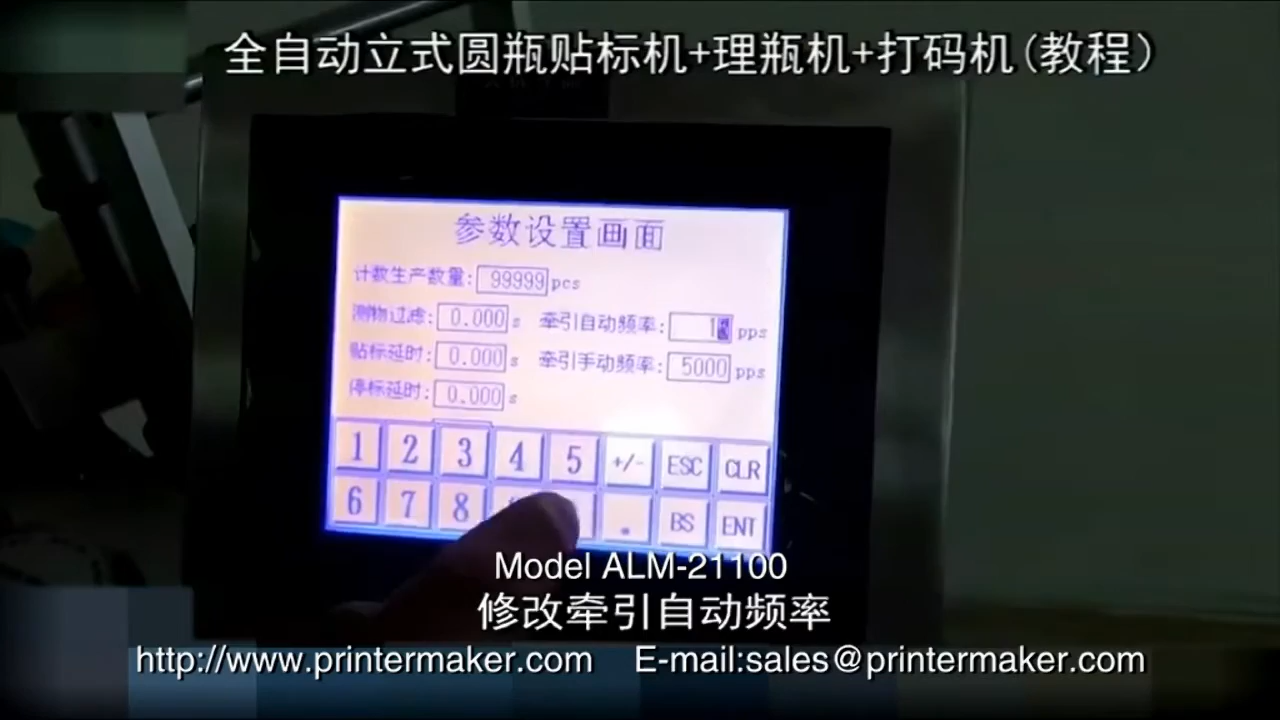 全自动立式圆瓶贴标机+理瓶机+打码机(教程)
参数设置画面
计数生产数量: 99999 pcs
测物过滤: 0.000 s 牵引自动频率: 1 pps
贴标延时: 0.000 s 牵引手动频率: 5000 pps
停标延时: 0.000 s
1 2 3 4 5 +/- ESC CLR
6 7 8 . BS ENT
Model ALM-21100
修改牵引自动频率
http://www.printermaker.com E-mail:sales@printermaker.com